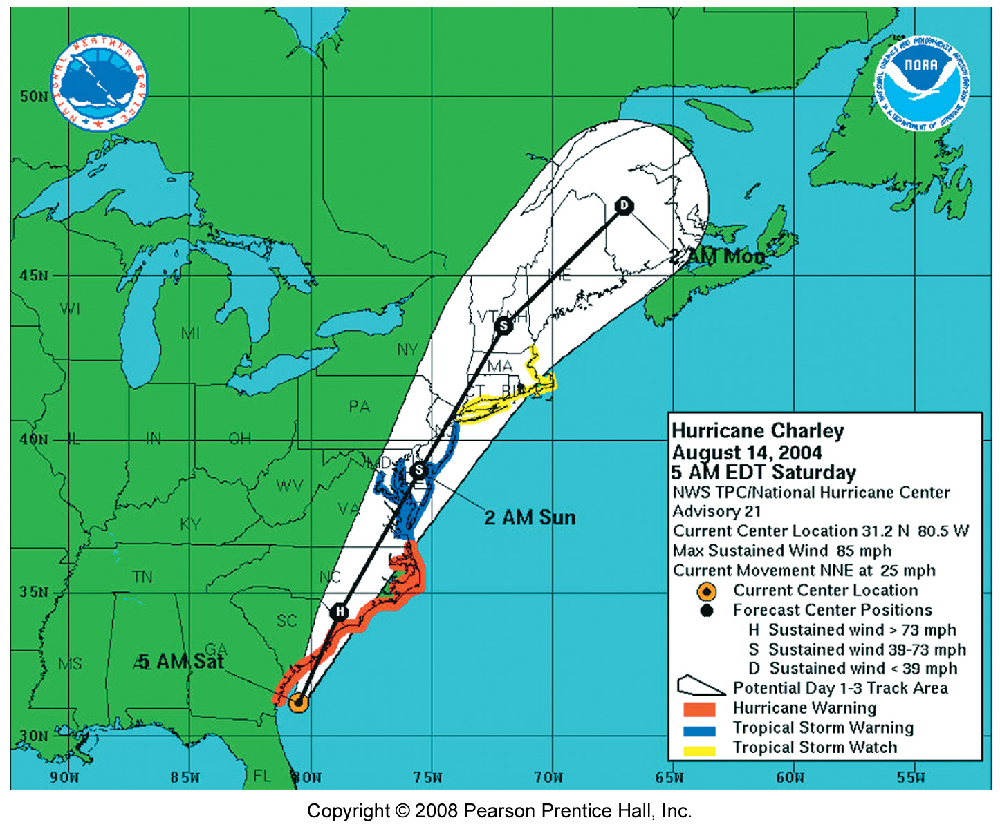 NATIONAL WEATHER SERVICE
NOAA
50N
45N
40N
35N
30N
90W
85W
80W
75W
70W
65W
60W
55W
WI
MI
NY
VT
NH
ME
MA
CT
RI
PA
NJ
IL
IN
OH
MD
DE
WV
VA
KY
TN
NC
SC
MS
AL
GA
FL
D
2 AM Mon
S
S
2 AM Sun
H
5 AM Sat
Hurricane Charley
August 14, 2004
5 AM EDT Saturday
NWS TPC/National Hurricane Center
Advisory 21
Current Center Location 31.2 N 80.5 W
Max Sustained Wind 85 mph
Current Movement NNE at 25 mph
Current Center Location
Forecast Center Positions
H Sustained wind > 73 mph
S Sustained wind 39-73 mph
D Sustained wind < 39 mph
Potential Day 1-3 Track Area
Hurricane Warning
Tropical Storm Warning
Tropical Storm Watch
Copyright © 2008 Pearson Prentice Hall, Inc.